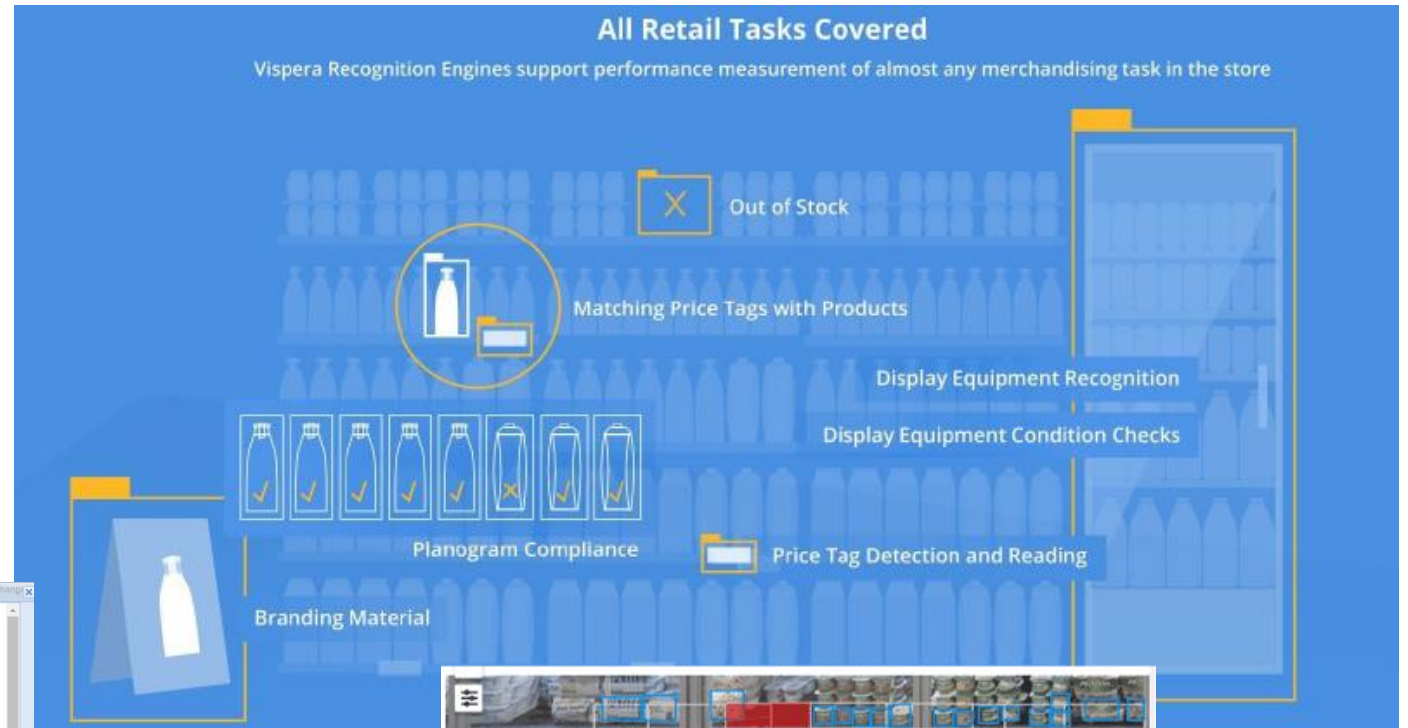 All Retail Tasks Covered
Vispera Recognition Engines support performance measurement of almost any merchandising task in the store
Out of Stock
Matching Price Tags with Products
Display Equipment Recognition
Display Equipment Condition Checks
Planogram Compliance
Price Tag Detection and Reading
Branding Material